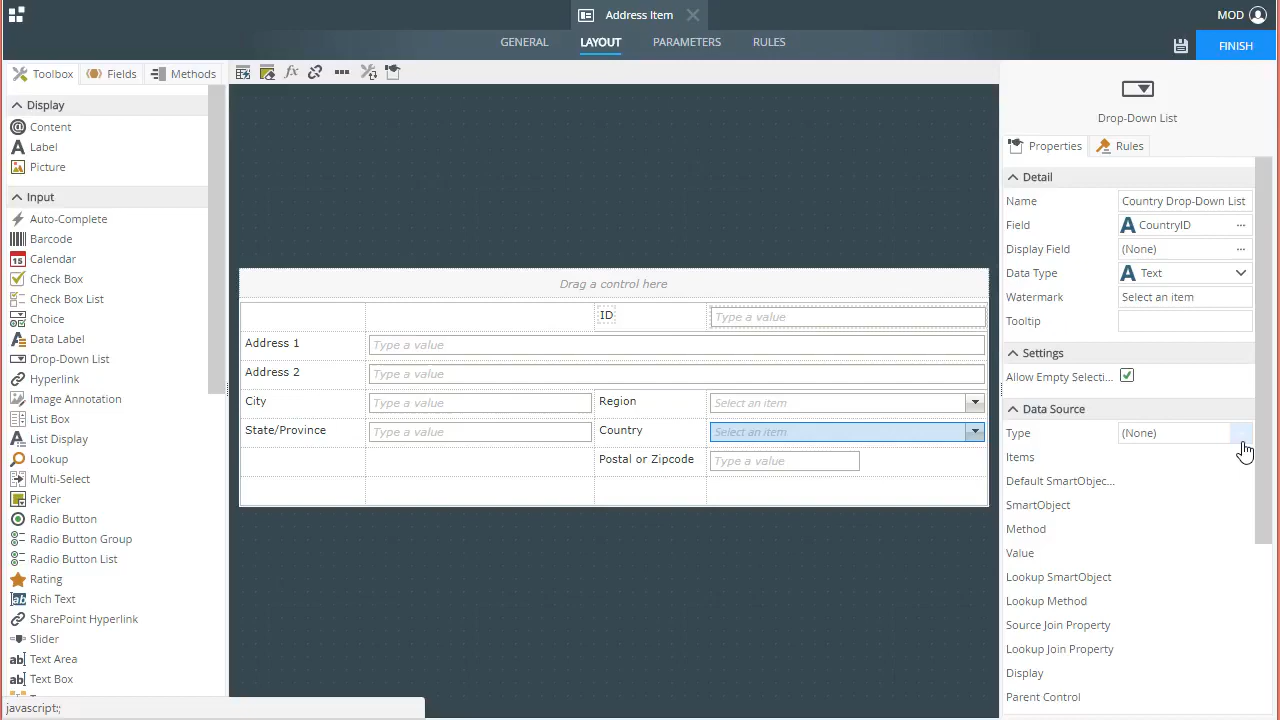 Address Item
MOD
GENERAL
LAYOUT
PARAMETERS
RULES
FINISH
Toolbox
Fields
Methods
Display
Content
Label
Picture
Input
Auto-Complete
Barcode
Calendar
Check Box
Check Box List
Choice
Data Label
Drop-Down List
Hyperlink
Image Annotation
List Box
List Display
Lookup
Multi-Select
Picker
Radio Button
Radio Button Group
Radio Button List
Rating
Rich Text
SharePoint Hyperlink
Slider
Text Area
Text Box
javascript:;
Drag a control here
ID
Type a value
Address 1
Type a value
Address 2
Type a value
City
Type a value
Region
Select an item
State/Province
Type a value
Country
Select an item
Postal or Zipcode
Type a value
Drop-Down List
Properties
Rules
Detail
Name
Country Drop-Down List
Field
CountryID
Display Field
(None)
Data Type
Text
Watermark
Select an item
Tooltip
Settings
Allow Empty Selecti...
Data Source
Type
(None)
Items
Default SmartObjec...
SmartObject
Method
Value
Lookup SmartObject
Lookup Method
Source Join Property
Lookup Join Property
Display
Parent Control